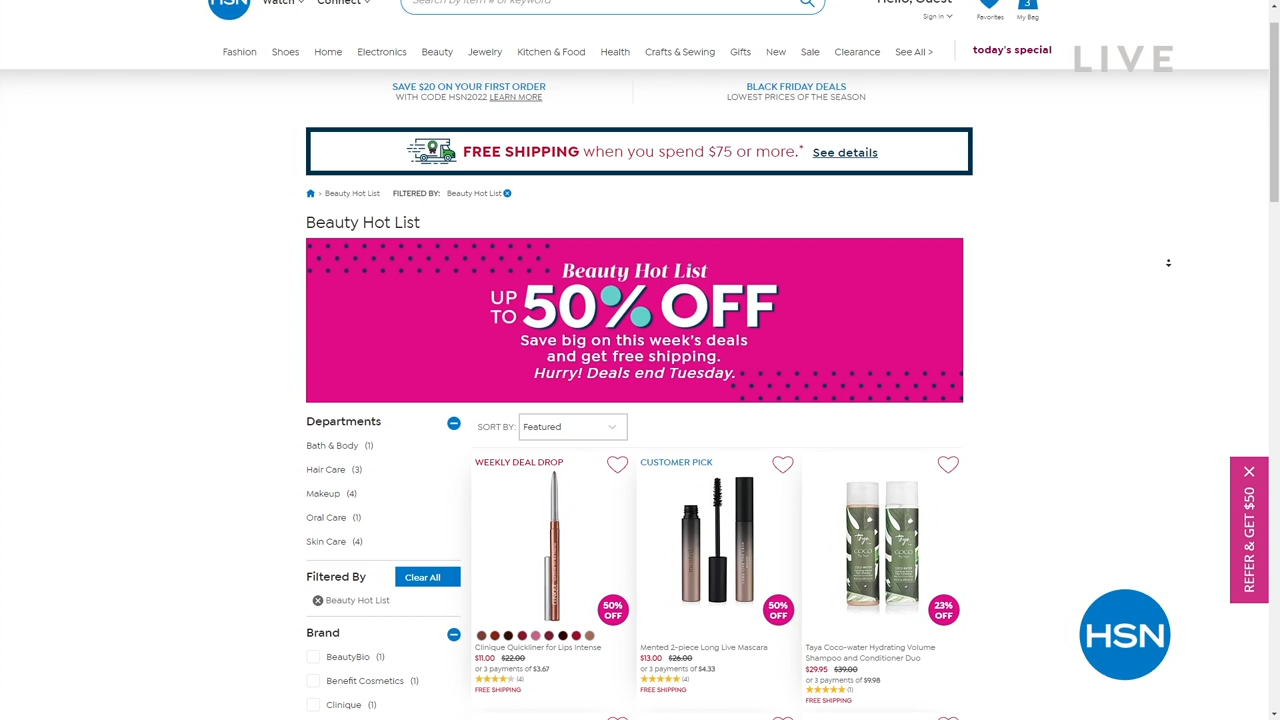 HSN
Watch
Connect
Search by item # or keyword
Hello, Guest
Sign in
Favorites
3
My Bag
Fashion
Shoes
Home
Electronics
Beauty
Jewelry
Kitchen & Food
Health
Crafts & Sewing
Gifts
New
Sale
Clearance
See All >
today's special
LIVE
SAVE $20 ON YOUR FIRST ORDER
WITH CODE HSN2022 LEARN MORE
BLACK FRIDAY DEALS
LOWEST PRICES OF THE SEASON
FREE SHIPPING when you spend $75 or more.* See details
> Beauty Hot List
FILTERED BY: Beauty Hot List
Beauty Hot List
Beauty Hot List
UP TO 50% OFF
Save big on this week's deals
and get free shipping.
Hurry! Deals end Tuesday.
Departments
Bath & Body (1)
Hair Care (3)
Makeup (4)
Oral Care (1)
Skin Care (4)
Filtered By
Clear All
Beauty Hot List
Brand
BeautyBio (1)
Benefit Cosmetics (1)
Clinique (1)
SORT BY: Featured
WEEKLY DEAL DROP
50%
OFF
Clinique Quickliner for Lips Intense
$11.00 $22.00
or 3 payments of $3.67
(4)
FREE SHIPPING
CUSTOMER PICK
50%
OFF
Mented 2-piece Long Live Mascara
$13.00 $26.00
or 3 payments of $4.33
(4)
FREE SHIPPING
taya
COCO
taya
COCO
23%
OFF
Taya Coco-water Hydrating Volume
Shampoo and Conditioner Duo
$29.95 $39.00
or 3 payments of $9.98
(1)
FREE SHIPPING
REFER & GET $50
HSN